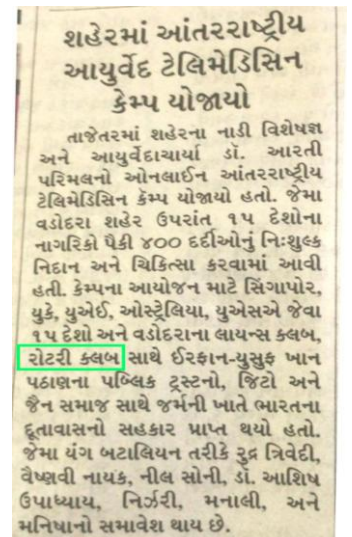 શહેરમાં આંતરરાષ્ટ્રીય
આયુર્વેદ ટેલિમેડિસિન
કેમ્પ યોજાયો
તાજેતરમાં શહેરના નાડી વિશેષજ્ઞ
અને આયુર્વેદાચાર્યા ડૉ. આરતી
પરિમલનો ઓનલાઈન આંતરરાષ્ટ્રીય
ટેલિમેડિસિન કૅમ્પ યોજાયો હતો. જેમા
વડોદરા શહેર ઉપરાંત ૧૫ દેશોના
નાગરિકો પૈકી ૪૦૦ દર્દીઓનું નિઃશુલ્ક
નિદાન અને ચિકિત્સા કરવામાં આવી
હતી. કેમ્પના આયોજન માટે સિંગાપોર,
યુકે, યુએઈ, ઓસ્ટ્રેલિયા, યુએસએ જેવા
૧૫ દેશો અને વડોદરાના લાયન્સ ક્લબ,
રોટરી ક્લબ સાથે ઈરફાન-યુસુફ ખાન
પઠાણના પબ્લિક ટ્રસ્ટનો, જિટો અને
જૈન સમાજ સાથે જર્મની ખાતે ભારતના
દૂતાવાસનો સહકાર પ્રાપ્ત થયો હતો.
જેમા યંગ બટાલિયન તરીકે રુદ્ર ત્રિવેદી,
વૈષ્ણવી નાયક, નીલ સોની, ડૉ. આશિષ
ઉપાધ્યાય, નિર્ઝરી, મનાલી, અને
મનિષાનો સમાવેશ થાય છે.